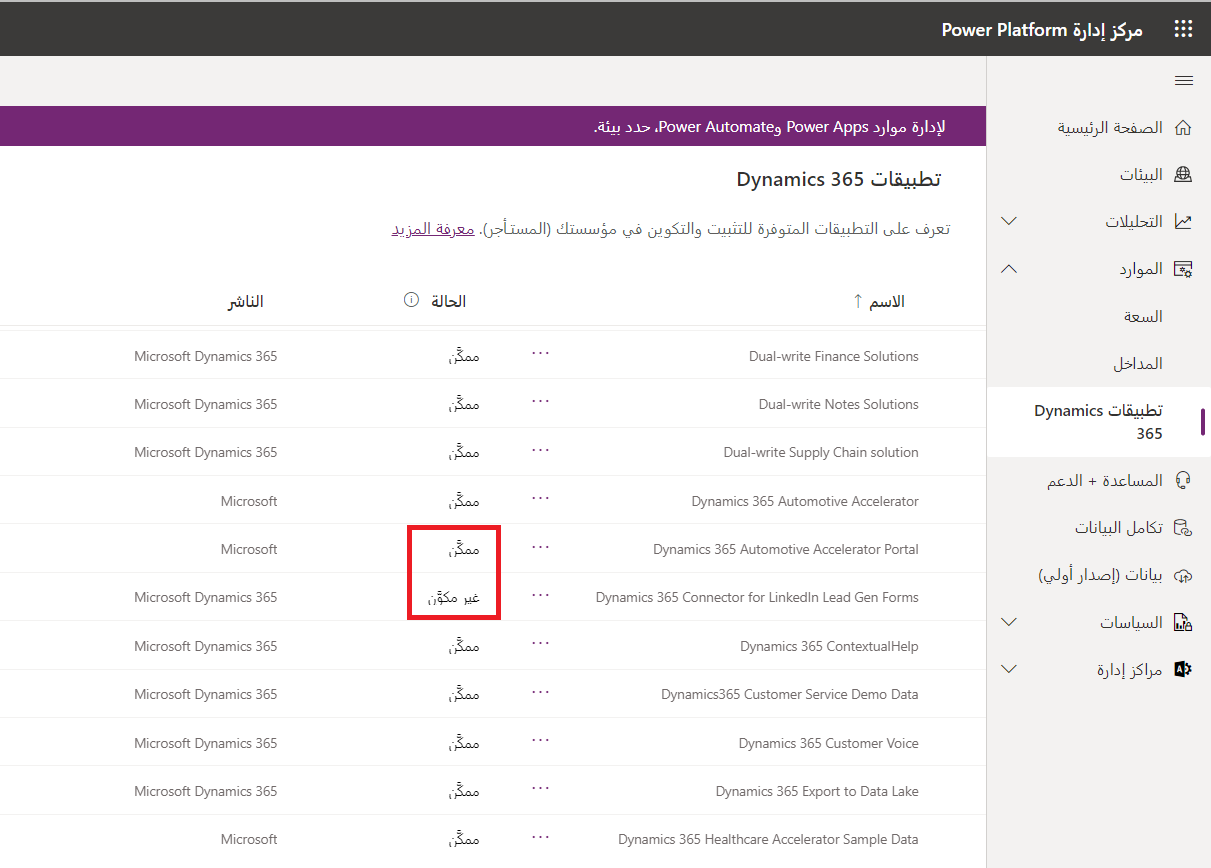 مركز إدارة Power Platform
الصفحة الرئيسية
البيئات
التحليلات
الموارد
السعة
المداخل
تطبيقات Dynamics
365
المساعدة + الدعم
تكامل البيانات
بيانات (إصدار أولي)
السياسات
مراكز إدارة
لإدارة موارد Power Apps وPower Automate، حدد بيئة.
تطبيقات Dynamics 365
تعرف على التطبيقات المتوفرة للتثبيت والتكوين في مؤسستك (المستأجر). معرفة المزيد
الاسم ↑ الحالة الناشر
Dual-write Finance Solutions ... ممكَّن Microsoft Dynamics 365
Dual-write Notes Solutions ... ممكَّن Microsoft Dynamics 365
Dual-write Supply Chain solution ... ممكَّن Microsoft Dynamics 365
Dynamics 365 Automotive Accelerator ... ممكَّن Microsoft
Dynamics 365 Automotive Accelerator Portal ... ممكَّن Microsoft
Dynamics 365 Connector for LinkedIn Lead Gen Forms ... غير مكوَّن Microsoft Dynamics 365
Dynamics 365 ContextualHelp ... ممكَّن Microsoft Dynamics 365
Dynamics365 Customer Service Demo Data ... ممكَّن Microsoft Dynamics 365
Dynamics 365 Customer Voice ... ممكَّن Microsoft Dynamics 365
Dynamics 365 Export to Data Lake ... ممكَّن Microsoft Dynamics 365
Dynamics 365 Healthcare Accelerator Sample Data ... ممكَّن Microsoft